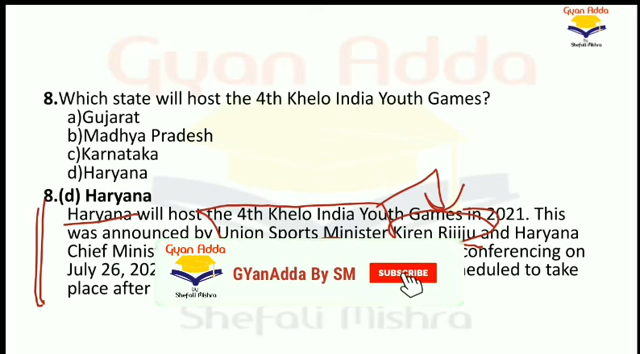 Gyan Adda
by
Shefali Mishra
Gyan Adda
8.Which state will host the 4th Khelo India Youth Games?
a)Gujarat
b)Madhya Pradesh
c)Karnataka
d)Haryana
8.(d) Haryana
Haryana will host the 4th Khelo India Youth Games in 2021. This
was announced by Union Sports Minister Kiren Riiiju and Haryana
Chief Minis conferencing on
July 26, 202 heduled to take
place after
Gyan Adda
by
Shefali Mishra
GYanAdda By SM
SUBSCRIBE
Shefali Mishra